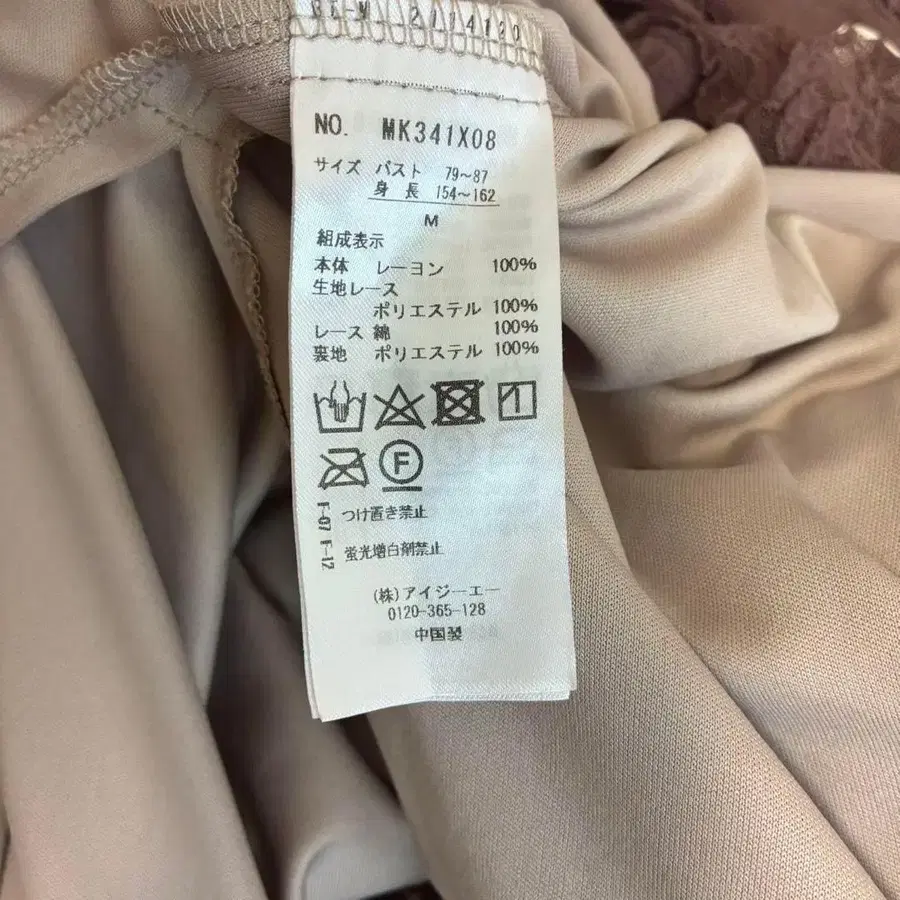 NO. MK341X08
サイズ バスト 79〜87
身 長 154〜162
M
組成表示
本体 レーヨン 100%
生地レース
ポリエステル 100%
レース 綿 100%
裏地 ポリエステル 100%
F
F-07 つけ置き禁止
F-12 蛍光増白剤禁止
(株)アイジーエー
0120-365-128
中国製